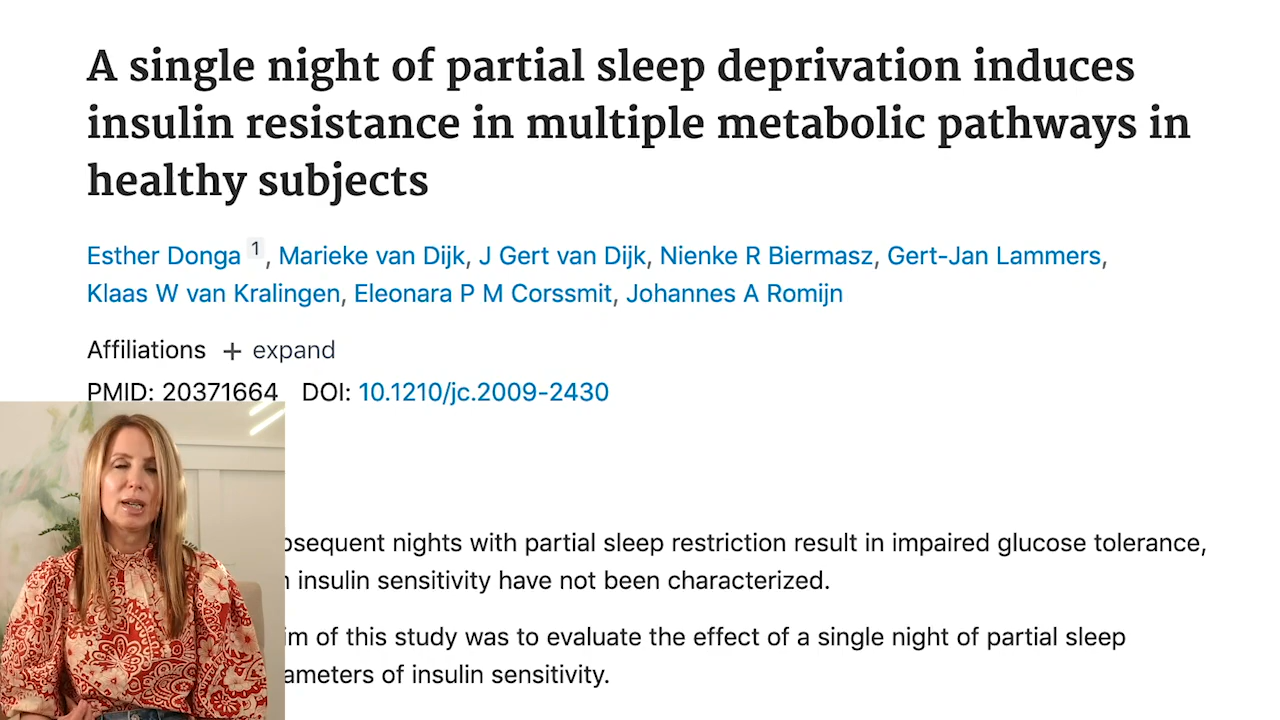 A single night of partial sleep deprivation induces
insulin resistance in multiple metabolic pathways in
healthy subjects
Esther Donga 1, Marieke van Dijk, J Gert van Dijk, Nienke R Biermasz, Gert-Jan Lammers,
Klaas W van Kralingen, Eleonara P M Corssmit, Johannes A Romijn
Affiliations + expand
PMID: 20371664 DOI: 10.1210/jc.2009-2430
nights with partial sleep restriction result in impaired glucose tolerance,
insulin sensitivity have not been characterized.
of this study was to evaluate the effect of a single night of partial sleep
of insulin sensitivity.